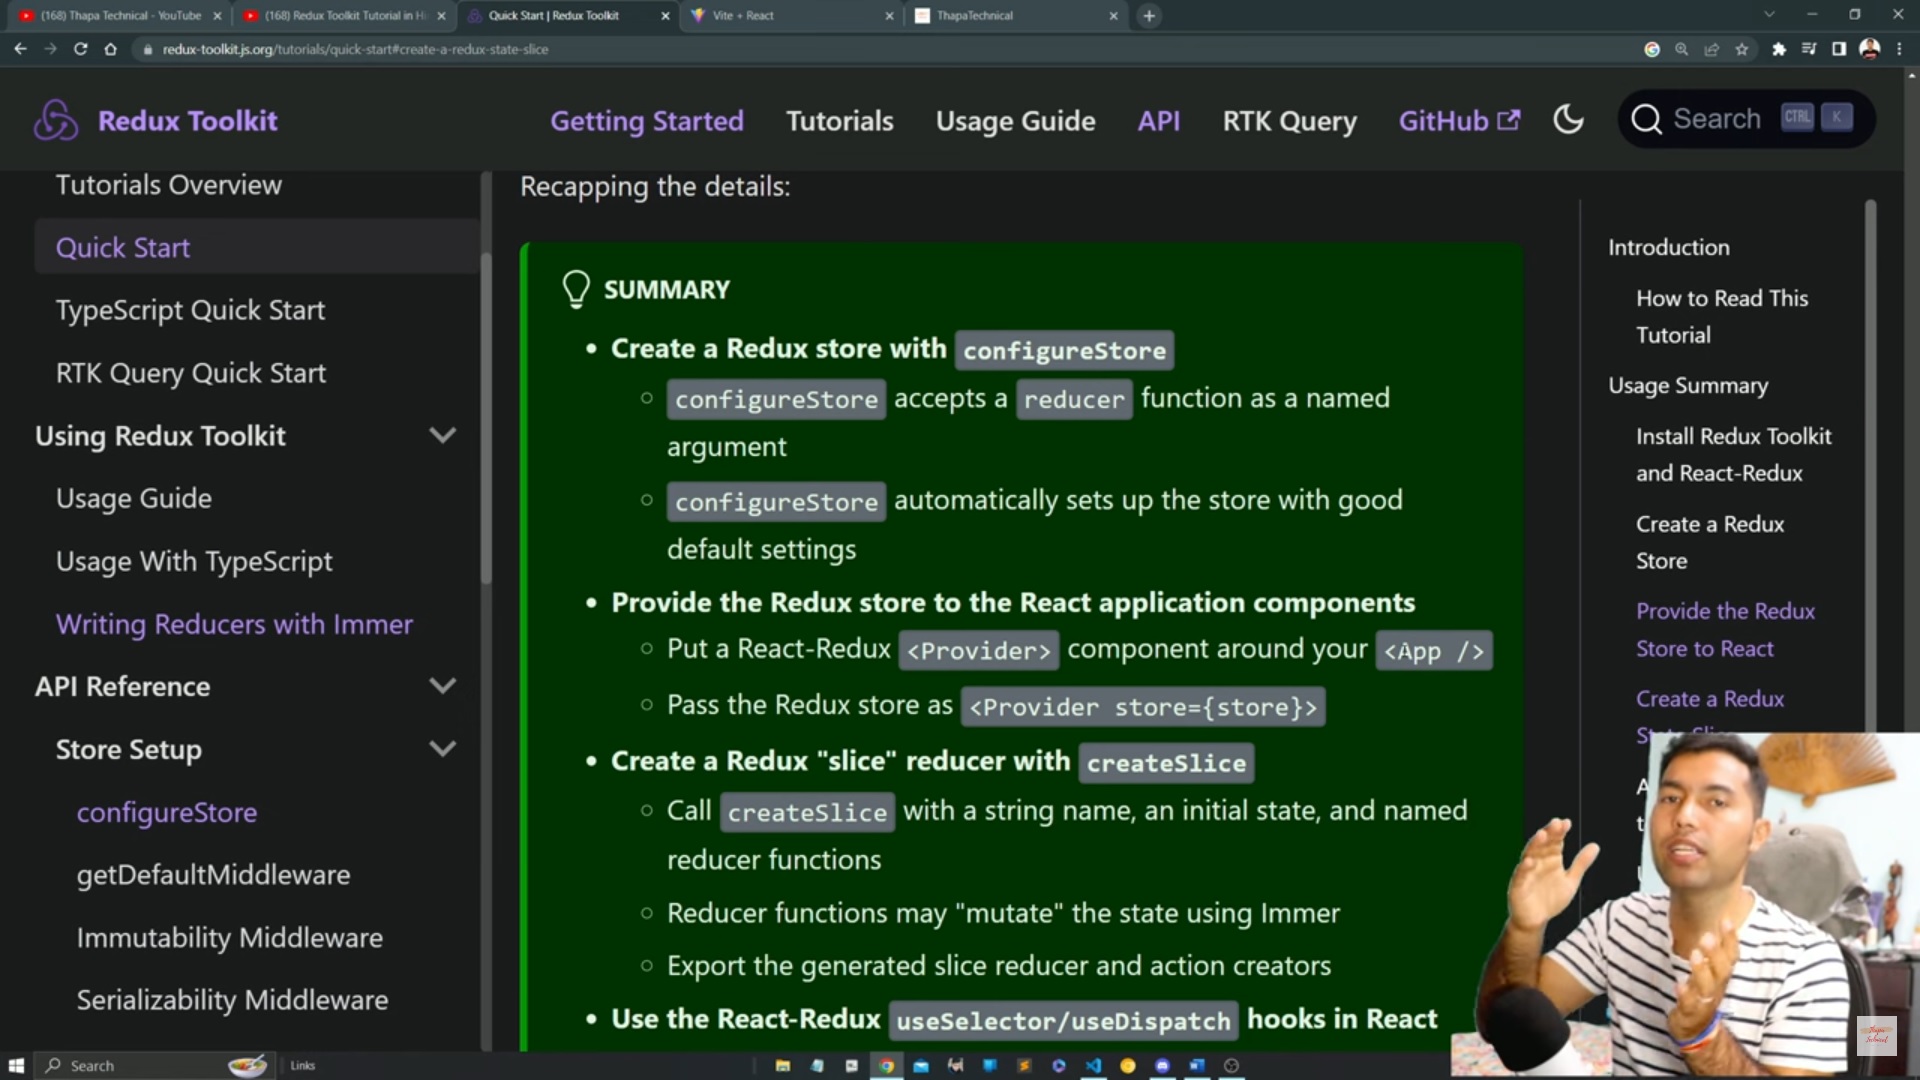 (168) Thapa Technical - YouTube
(168) Redux Toolkit Tutorial in Hi
Quick Start | Redux Toolkit
Vite + React
ThapaTechnical
redux-toolkit.js.org/tutorials/quick-start#create-a-redux-state-slice
Redux Toolkit
Getting Started
Tutorials
Usage Guide
API
RTK Query
GitHub
Search
CTRL
K
Tutorials Overview
Quick Start
TypeScript Quick Start
RTK Query Quick Start
Using Redux Toolkit
Usage Guide
Usage With TypeScript
Writing Reducers with Immer
API Reference
Store Setup
configureStore
getDefaultMiddleware
Immutability Middleware
Serializability Middleware
Recapping the details:
SUMMARY
Create a Redux store with configureStore
configureStore accepts a reducer function as a named
argument
configureStore automatically sets up the store with good
default settings
Provide the Redux store to the React application components
Put a React-Redux <Provider> component around your <App />
Pass the Redux store as <Provider store={store}>
Create a Redux "slice" reducer with createSlice
Call createSlice with a string name, an initial state, and named
reducer functions
Reducer functions may "mutate" the state using Immer
Export the generated slice reducer and action creators
Use the React-Redux useSelector/useDispatch hooks in React
Introduction
How to Read This
Tutorial
Usage Summary
Install Redux Toolkit
and React-Redux
Create a Redux
Store
Provide the Redux
Store to React
Create a Redux
Search
Links